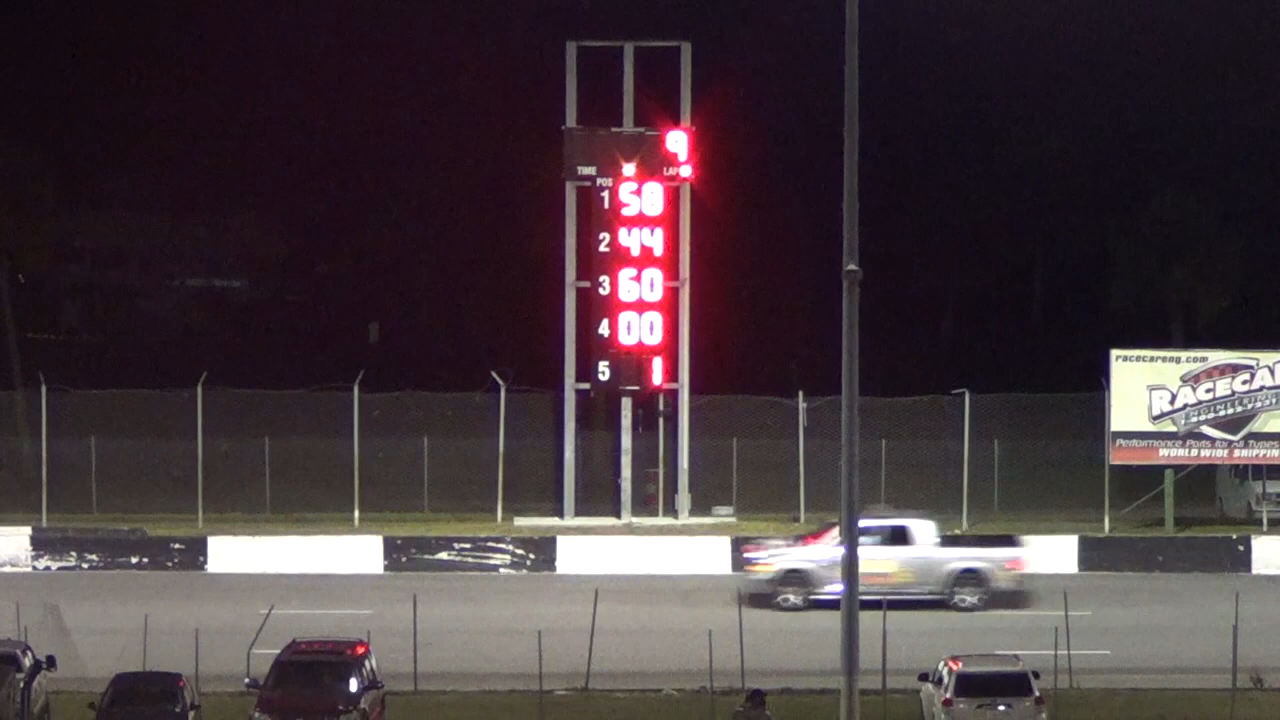 9
TIME LAP
POS
1 58
2 44
3 60
4 00
5 1
racecareng.com
RACECAR
ENGINEERING
Performance Parts for All Types
WORLD WIDE SHIPPIN